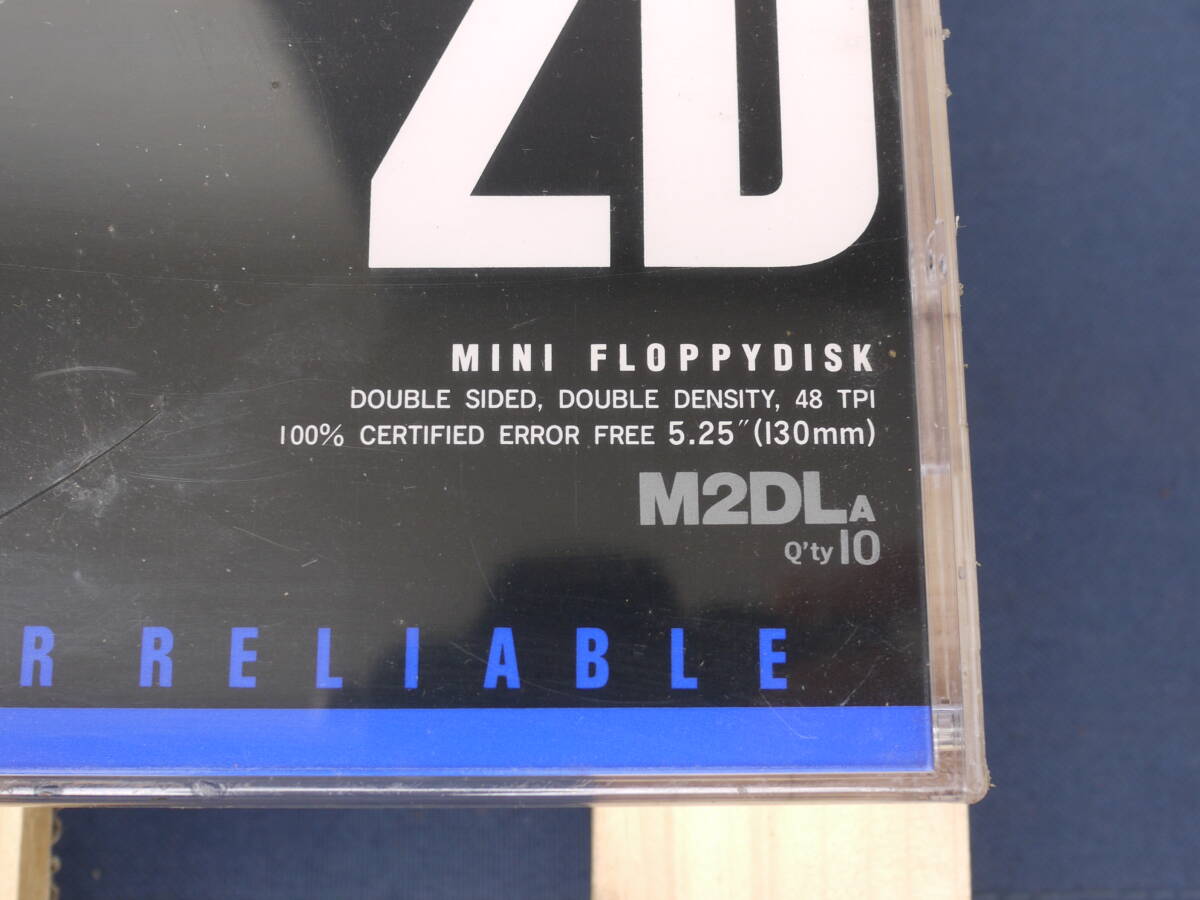 2D
MINI FLOPPYDISK
DOUBLE SIDED, DOUBLE DENSITY, 48 TPI
100% CERTIFIED ERROR FREE 5.25″(130mm)
M2DLA
Q'ty 10
R RELIABLE